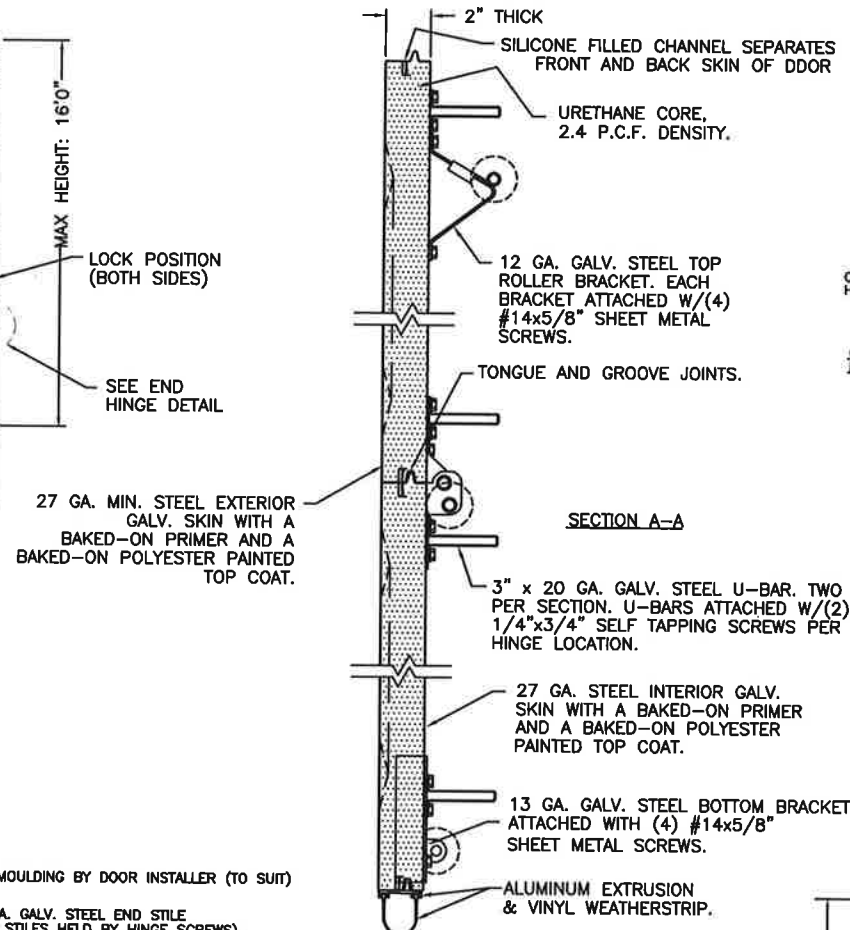 2" THICK
SILICONE FILLED CHANNEL SEPARATES
FRONT AND BACK SKIN OF DDOR
URETHANE CORE,
2.4 P.C.F. DENSITY.
MAX HEIGHT: 16'0"
LOCK POSITION
(BOTH SIDES)
12 GA. GALV. STEEL TOP
ROLLER BRACKET. EACH
BRACKET ATTACHED W/(4)
#14x5/8" SHEET METAL
SCREWS.
SEE END
HINGE DETAIL
TONGUE AND GROOVE JOINTS.
27 GA. MIN. STEEL EXTERIOR
GALV. SKIN WITH A
BAKED-ON PRIMER AND A
BAKED-ON POLYESTER PAINTED
TOP COAT.
SECTION A-A
3" x 20 GA. GALV. STEEL U-BAR. TWO
PER SECTION. U-BARS ATTACHED W/(2)
1/4"x3/4" SELF TAPPING SCREWS PER
HINGE LOCATION.
27 GA. STEEL INTERIOR GALV.
SKIN WITH A BAKED-ON PRIMER
AND A BAKED-ON POLYESTER
PAINTED TOP COAT.
13 GA. GALV. STEEL BOTTOM BRACKET
ATTACHED WITH (4) #14x5/8"
SHEET METAL SCREWS.
MOULDING BY DOOR INSTALLER (TO SUIT)
ALUMINUM EXTRUSION
& VINYL WEATHERSTRIP.
GALV. STEEL END STILE
STILES HELD BY HINGE SCREWS)